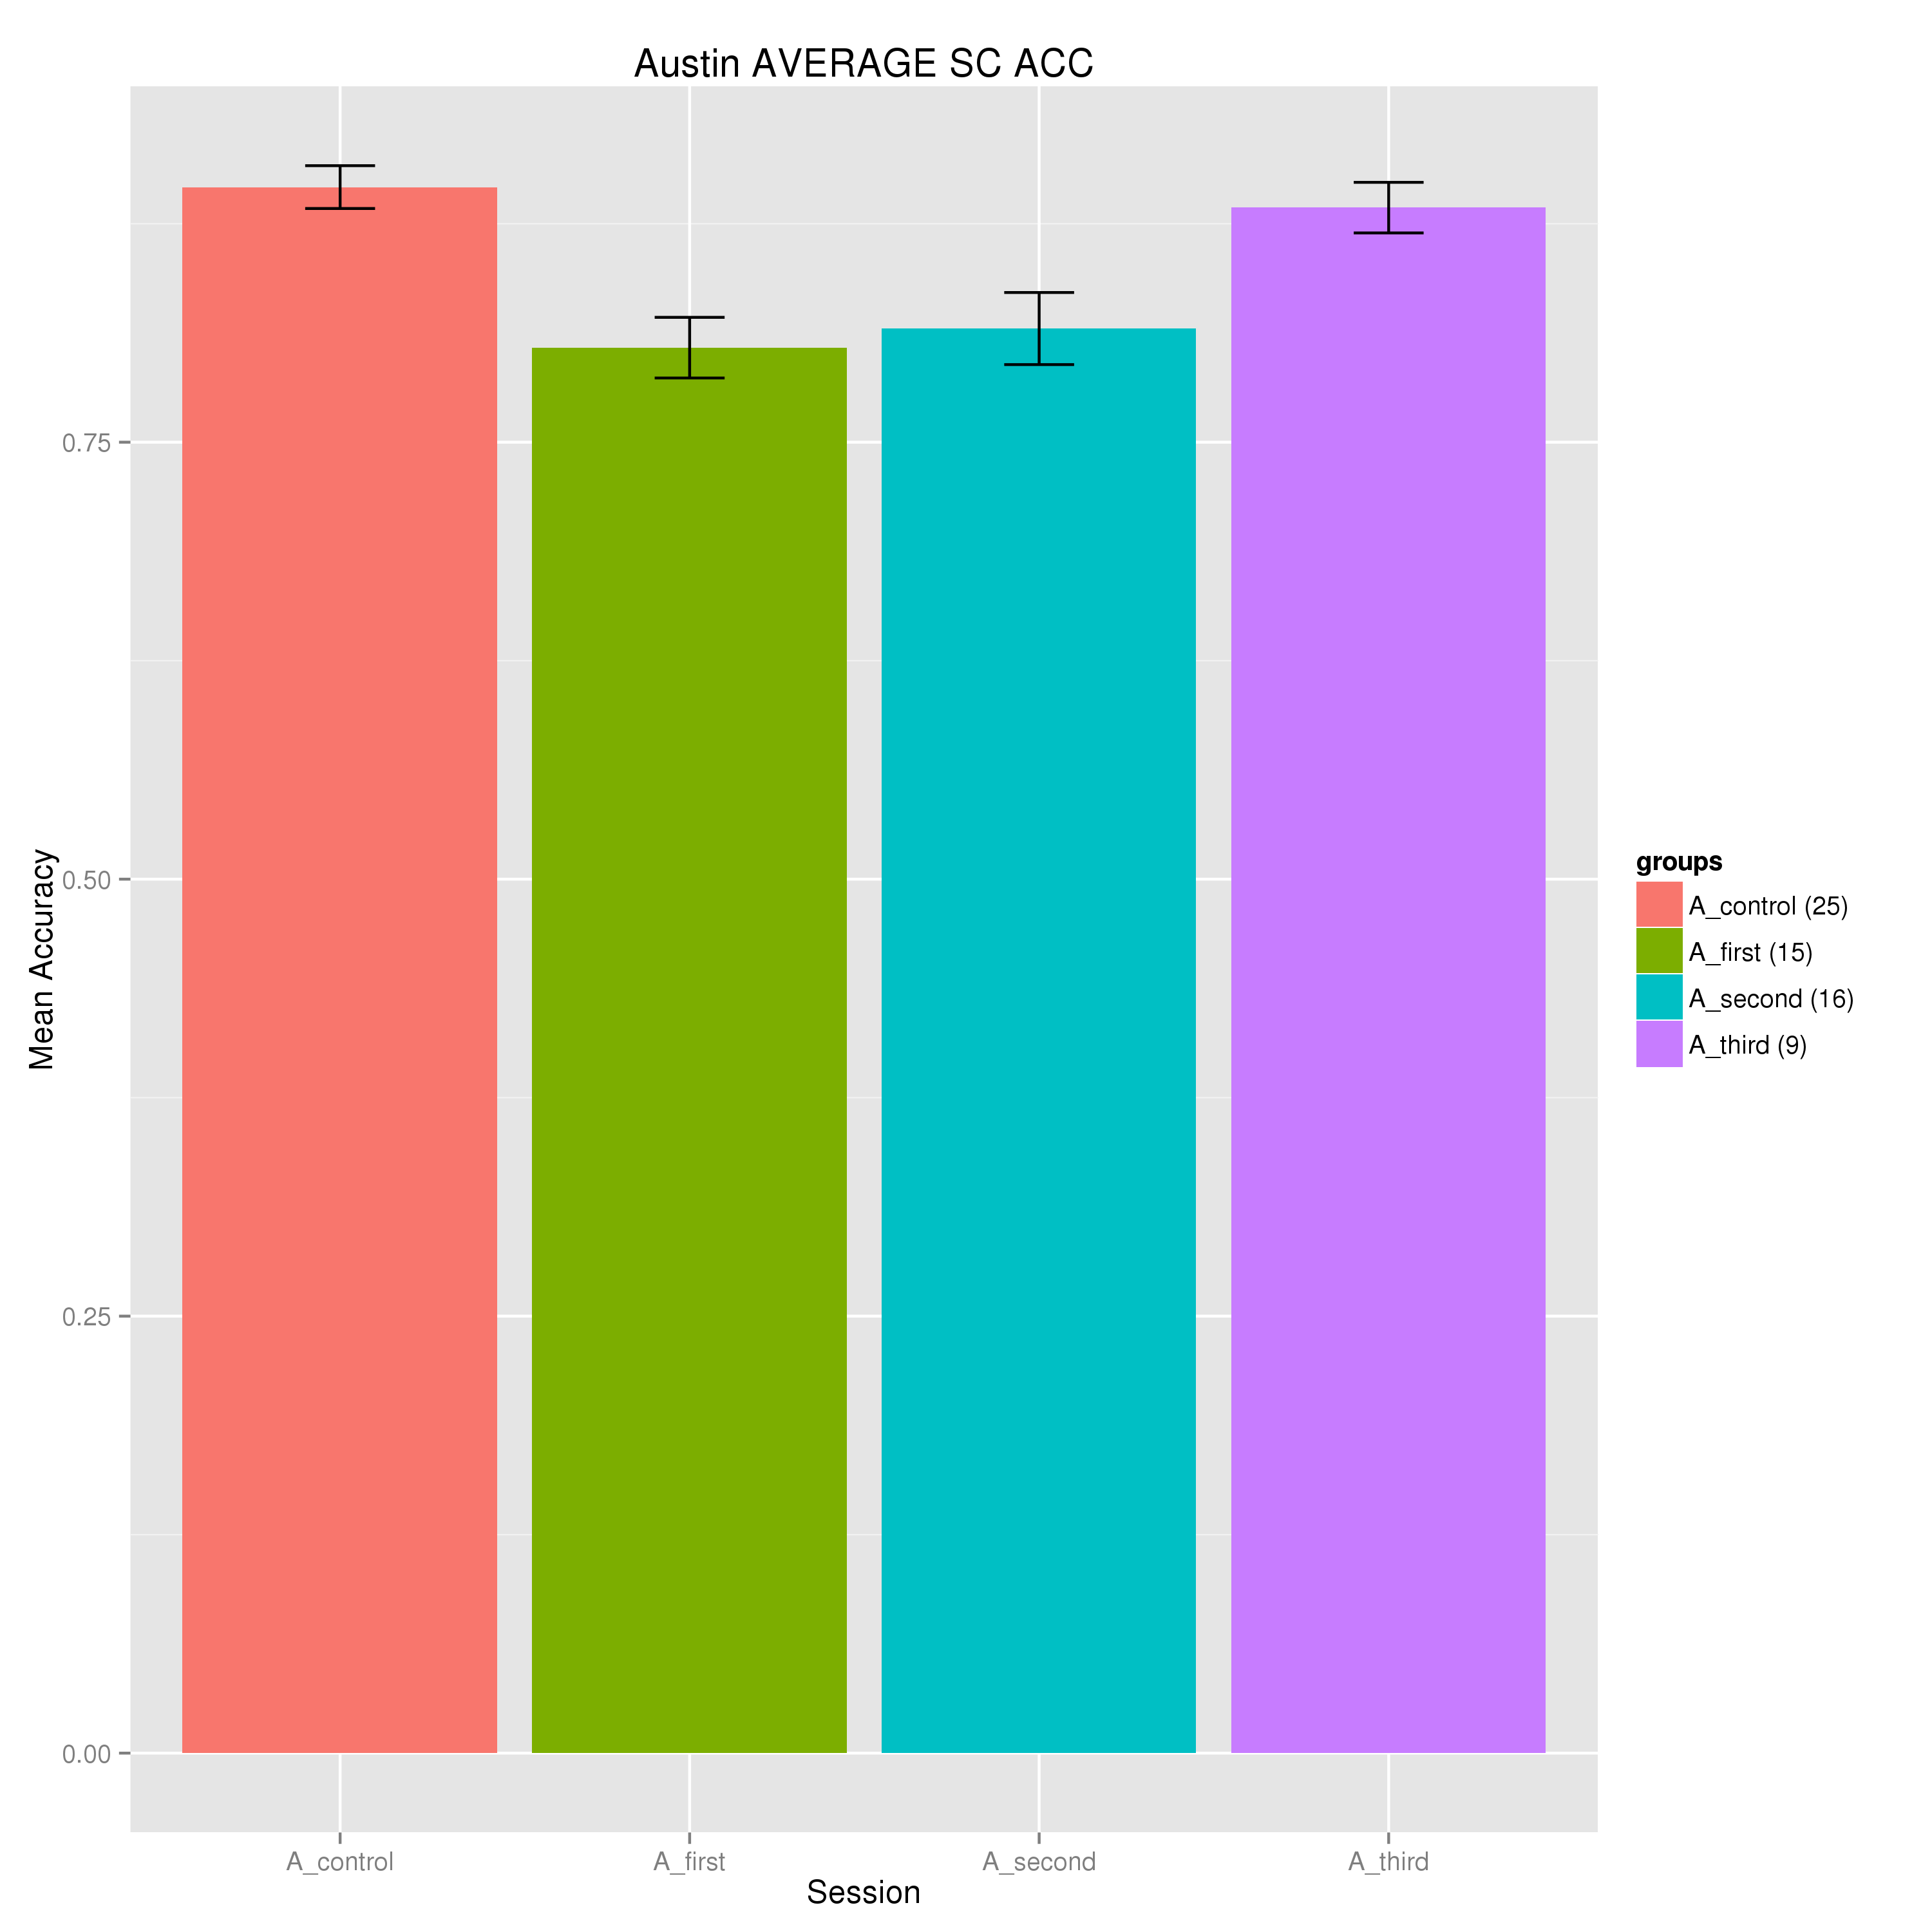 Austin AVERAGE SC ACC
Mean Accuracy
0.75
0.50
0.25
0.00
A_control
A_first
A_second
A_third
Session
groups
A_control (25)
A_first (15)
A_second (16)
A_third (9)